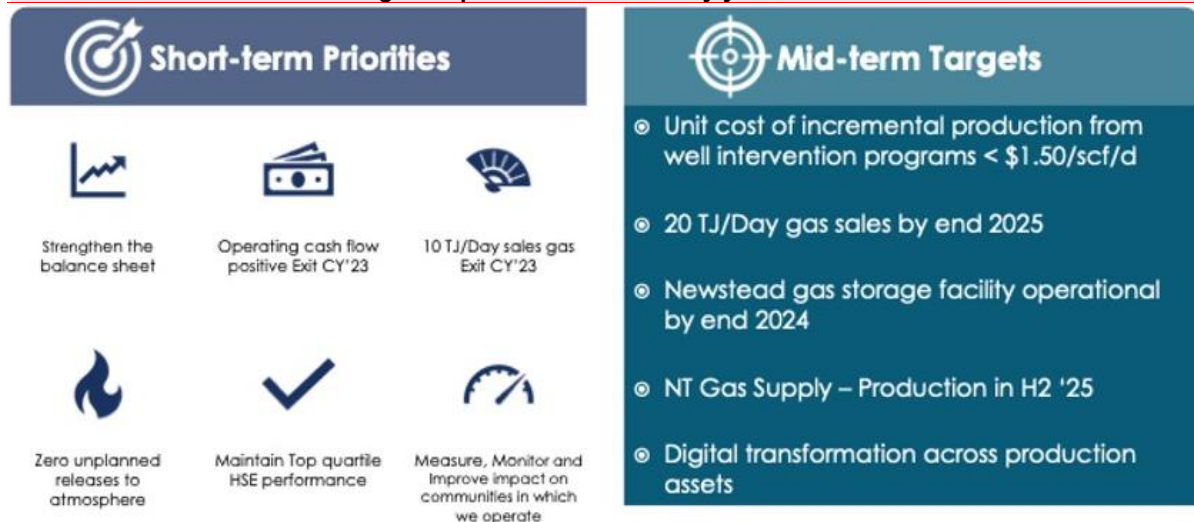 Short-term Priorities
Strengthen the
balance sheet
Operating cash flow
positive Exit CY'23
10 TJ/Day sales gas
Exit CY'23
Zero unplanned
releases to
atmosphere
Maintain Top quartile
HSE performance
Measure, Monitor and
Improve impact on
communities in which
we operate
Mid-term Targets
Unit cost of incremental production from
well intervention programs < $1.50/scf/d
20 TJ/Day gas sales by end 2025
Newstead gas storage facility operational
by end 2024
NT Gas Supply – Production in H2 '25
Digital transformation across production
assets